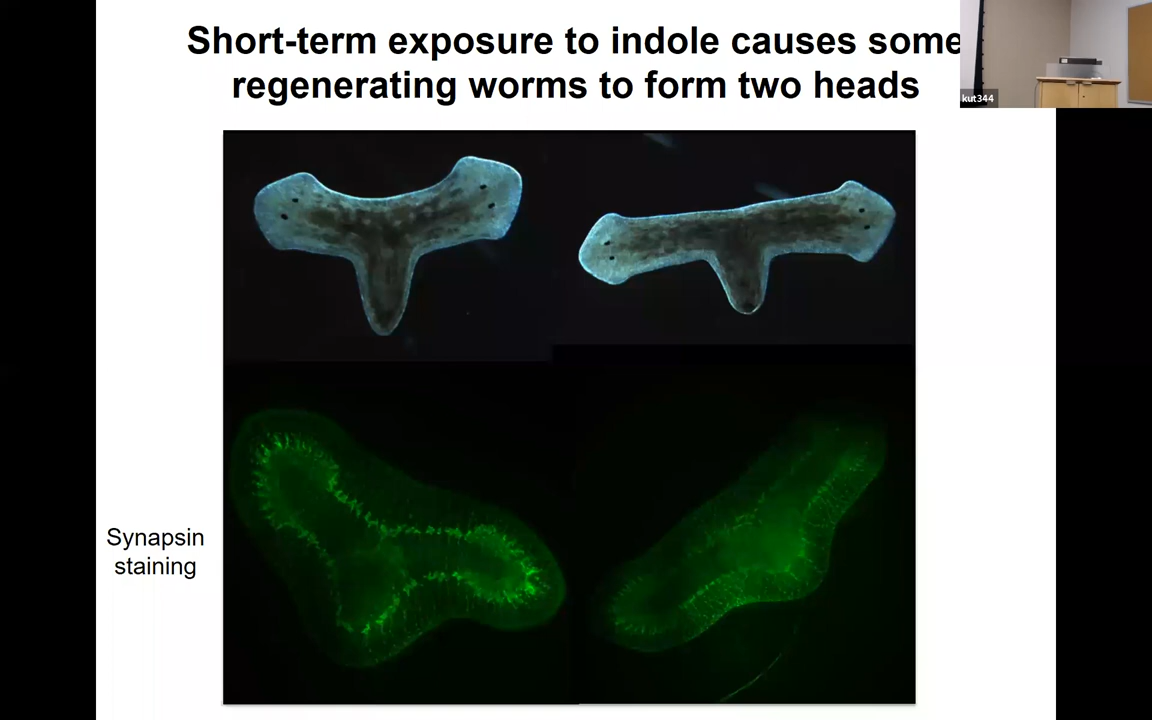 Short-term exposure to indole causes some
regenerating worms to form two heads
kut344
Synapsin
staining